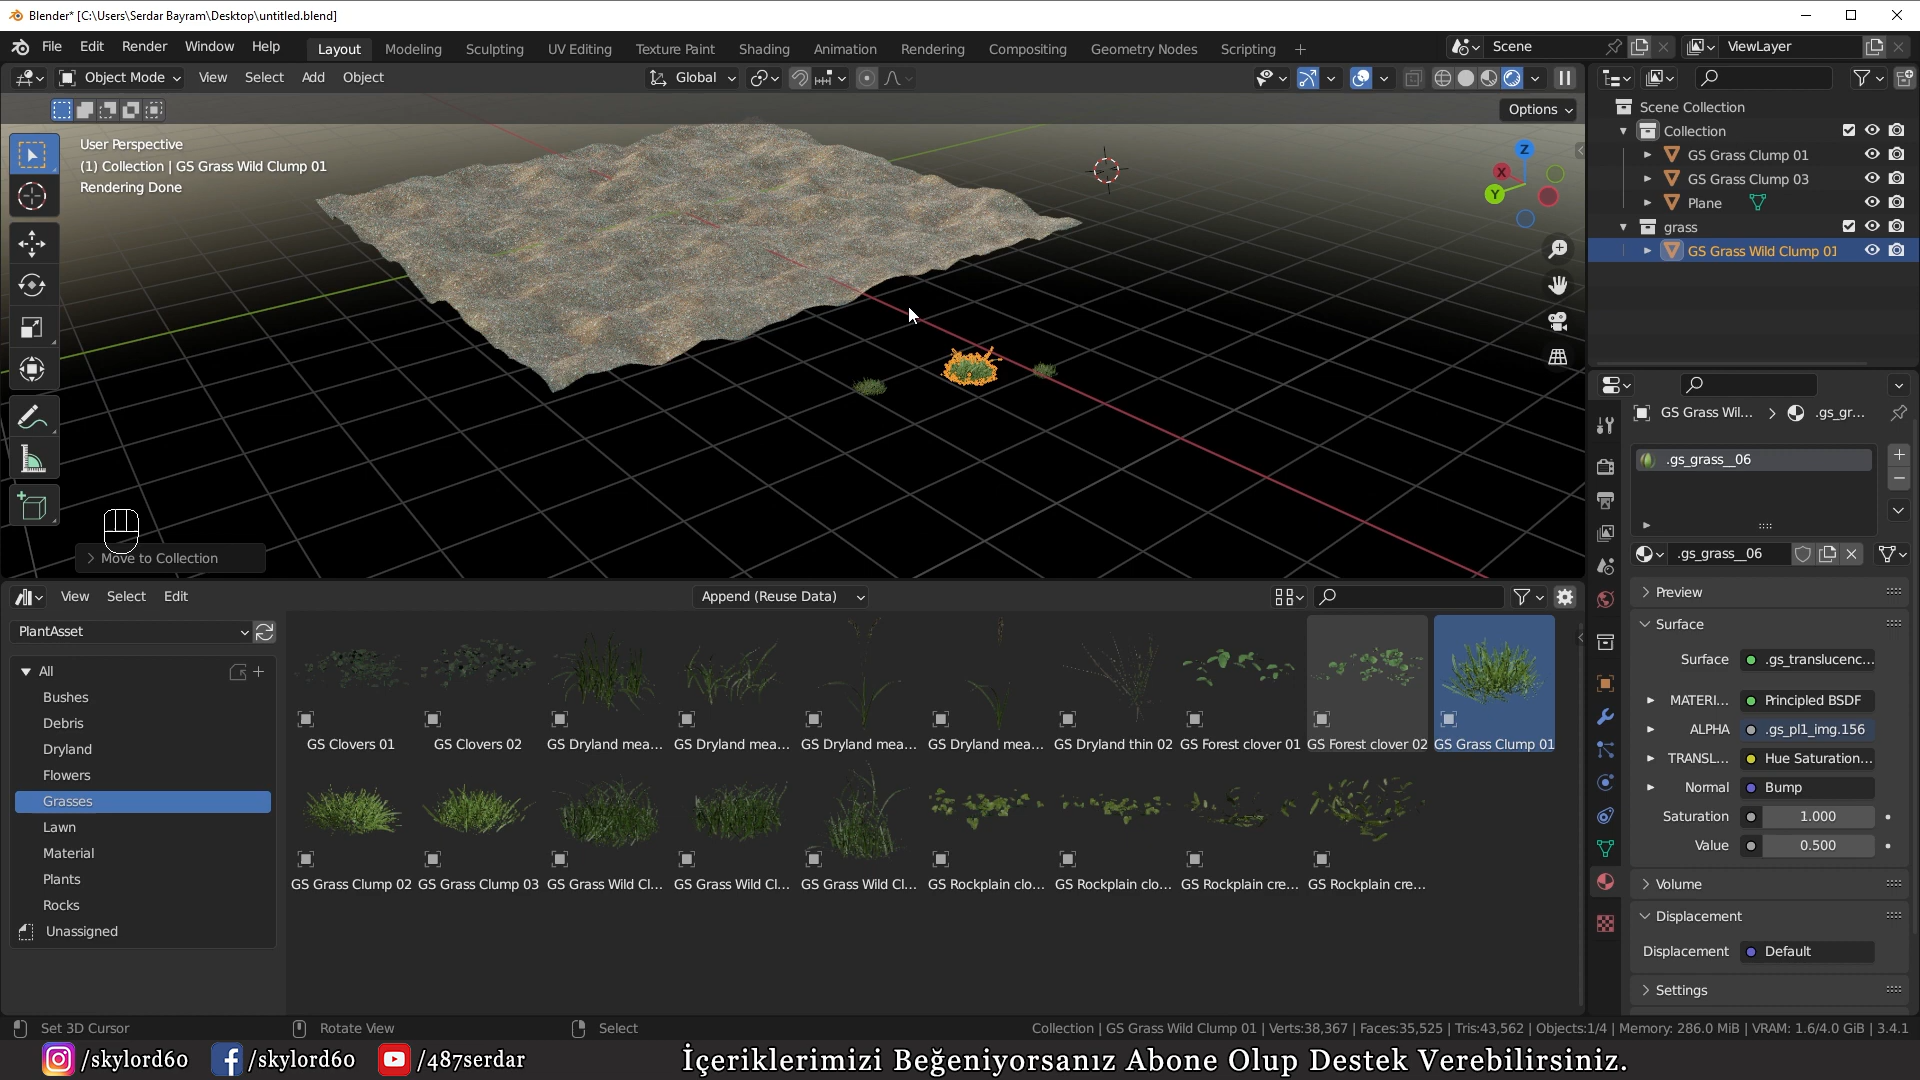 Blender* [C:\Users\Serdar Bayram\Desktop\untitled.blend]
File Edit Render Window Help Layout Modeling Sculpting UV Editing Texture Paint Shading Animation Rendering Compositing Geometry Nodes Scripting + Scene ViewLayer
Object Mode View Select Add Object Global
Options
User Perspective
(1) Collection | GS Grass Wild Clump 01
Rendering Done
Z
X
Y
Move to Collection
Scene Collection
Collection
GS Grass Clump 01
GS Grass Clump 03
Plane
grass
GS Grass Wild Clump 01
GS Grass Wil... > .gs_gr...
.gs_grass__06
.gs_grass__06
Preview
Surface
Surface .gs_translucenc...
MATERI... Principled BSDF
ALPHA .gs_pl1_img.156
TRANSL... Hue Saturation...
Normal Bump
Saturation 1.000
Value 0.500
Volume
Displacement
Displacement Default
Settings
View Select Edit Append (Reuse Data)
PlantAsset
All
Bushes
Debris
Dryland
Flowers
Grasses
Lawn
Material
Plants
Rocks
Unassigned
GS Clovers 01 GS Clovers 02 GS Dryland mea... GS Dryland mea... GS Dryland mea... GS Dryland mea... GS Dryland thin 02 GS Forest clover 01 GS Forest clover 02 GS Grass Clump 01
GS Grass Clump 02 GS Grass Clump 03 GS Grass Wild Cl... GS Grass Wild Cl... GS Grass Wild Cl... GS Rockplain clo... GS Rockplain clo... GS Rockplain cre... GS Rockplain cre...
Set 3D Cursor Rotate View Select Collection | GS Grass Wild Clump 01 | Verts:38,367 | Faces:35,525 | Tris:43,562 | Objects:1/4 | Memory: 286.0 MiB | VRAM: 1.6/4.0 GiB | 3.4.1
/skylord60 /skylord60 /487serdar İçeriklerimizi Beğeniyorsanız Abone Olup Destek Verebilirsiniz.